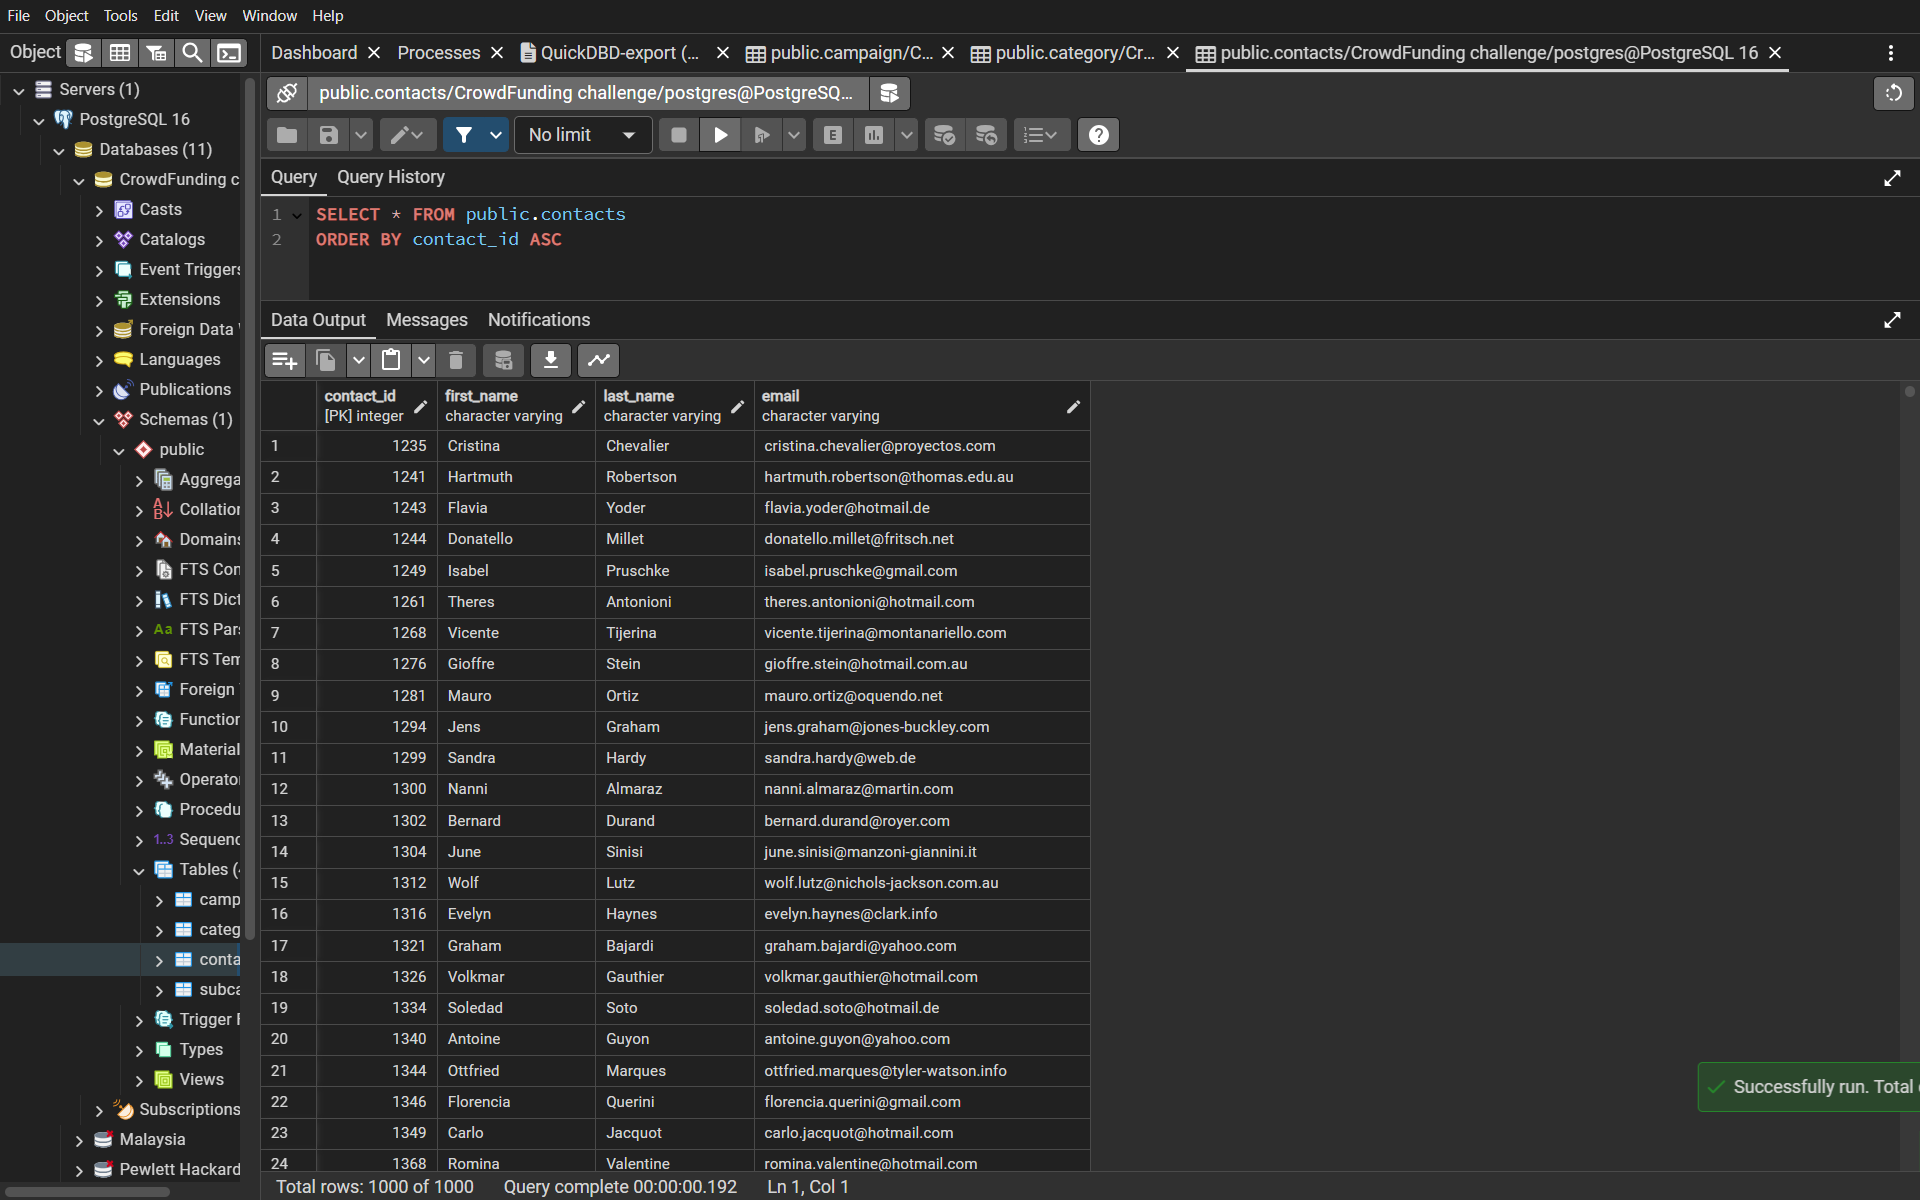 File Object Tools Edit View Window Help
Object
Dashboard Processes QuickDBD-export (... public.campaign/C... public.category/Cr... public.contacts/CrowdFunding challenge/postgres@PostgreSQL 16
public.contacts/CrowdFunding challenge/postgres@PostgreSQ...
No limit
E
Query Query History
1 SELECT * FROM public.contacts
2 ORDER BY contact_id ASC
Data Output Messages Notifications
Servers (1)
PostgreSQL 16
Databases (11)
CrowdFunding c
Casts
Catalogs
Event Triggers
Extensions
Foreign Data
Languages
Publications
Schemas (1)
public
Aggrega
Collation
Domains
FTS Con
FTS Dict
Aa FTS Pars
FTS Tem
Foreign
Function
Material
Operator
Procedu
1..3 Sequenc
Tables (4
camp
categ
conta
subca
Trigger F
Types
Views
Subscriptions
Malaysia
Pewlett Hackard
contact_id first_name last_name email
[PK] integer character varying character varying character varying
1 1235 Cristina Chevalier cristina.chevalier@proyectos.com
2 1241 Hartmuth Robertson hartmuth.robertson@thomas.edu.au
3 1243 Flavia Yoder flavia.yoder@hotmail.de
4 1244 Donatello Millet donatello.millet@fritsch.net
5 1249 Isabel Pruschke isabel.pruschke@gmail.com
6 1261 Theres Antonioni theres.antonioni@hotmail.com
7 1268 Vicente Tijerina vicente.tijerina@montanariello.com
8 1276 Gioffre Stein gioffre.stein@hotmail.com.au
9 1281 Mauro Ortiz mauro.ortiz@oquendo.net
10 1294 Jens Graham jens.graham@jones-buckley.com
11 1299 Sandra Hardy sandra.hardy@web.de
12 1300 Nanni Almaraz nanni.almaraz@martin.com
13 1302 Bernard Durand bernard.durand@royer.com
14 1304 June Sinisi june.sinisi@manzoni-giannini.it
15 1312 Wolf Lutz wolf.lutz@nichols-jackson.com.au
16 1316 Evelyn Haynes evelyn.haynes@clark.info
17 1321 Graham Bajardi graham.bajardi@yahoo.com
18 1326 Volkmar Gauthier volkmar.gauthier@hotmail.com
19 1334 Soledad Soto soledad.soto@hotmail.de
20 1340 Antoine Guyon antoine.guyon@yahoo.com
21 1344 Ottfried Marques ottfried.marques@tyler-watson.info
22 1346 Florencia Querini florencia.querini@gmail.com
23 1349 Carlo Jacquot carlo.jacquot@hotmail.com
24 1368 Romina Valentine romina.valentine@hotmail.com
Successfully run. Total
Total rows: 1000 of 1000 Query complete 00:00:00.192 Ln 1, Col 1